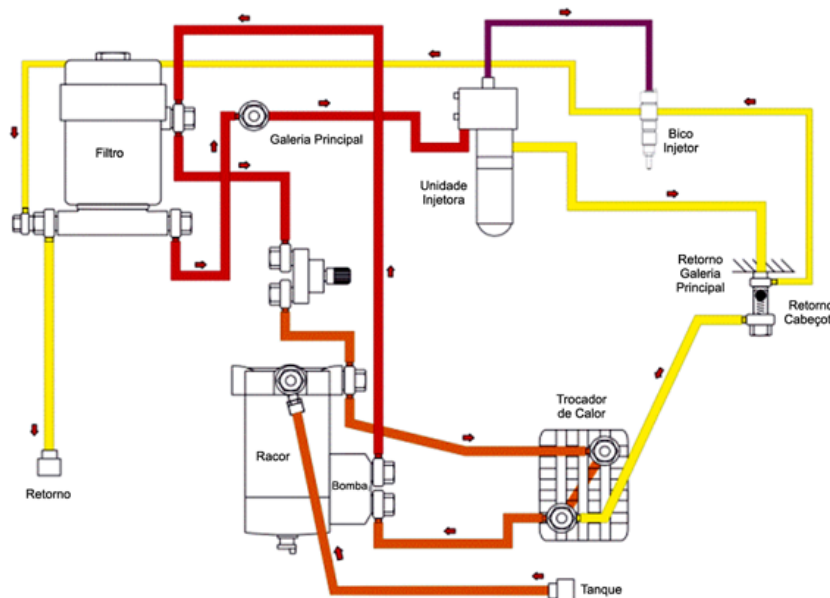 Filtro
Galeria Principal
Bico
Injetor
Unidade
Injetora
Retorno
Galeria
Principal
Retorno
Cabeçot
Trocador
de Calor
Racor
Bomba
Retorno
Tanque